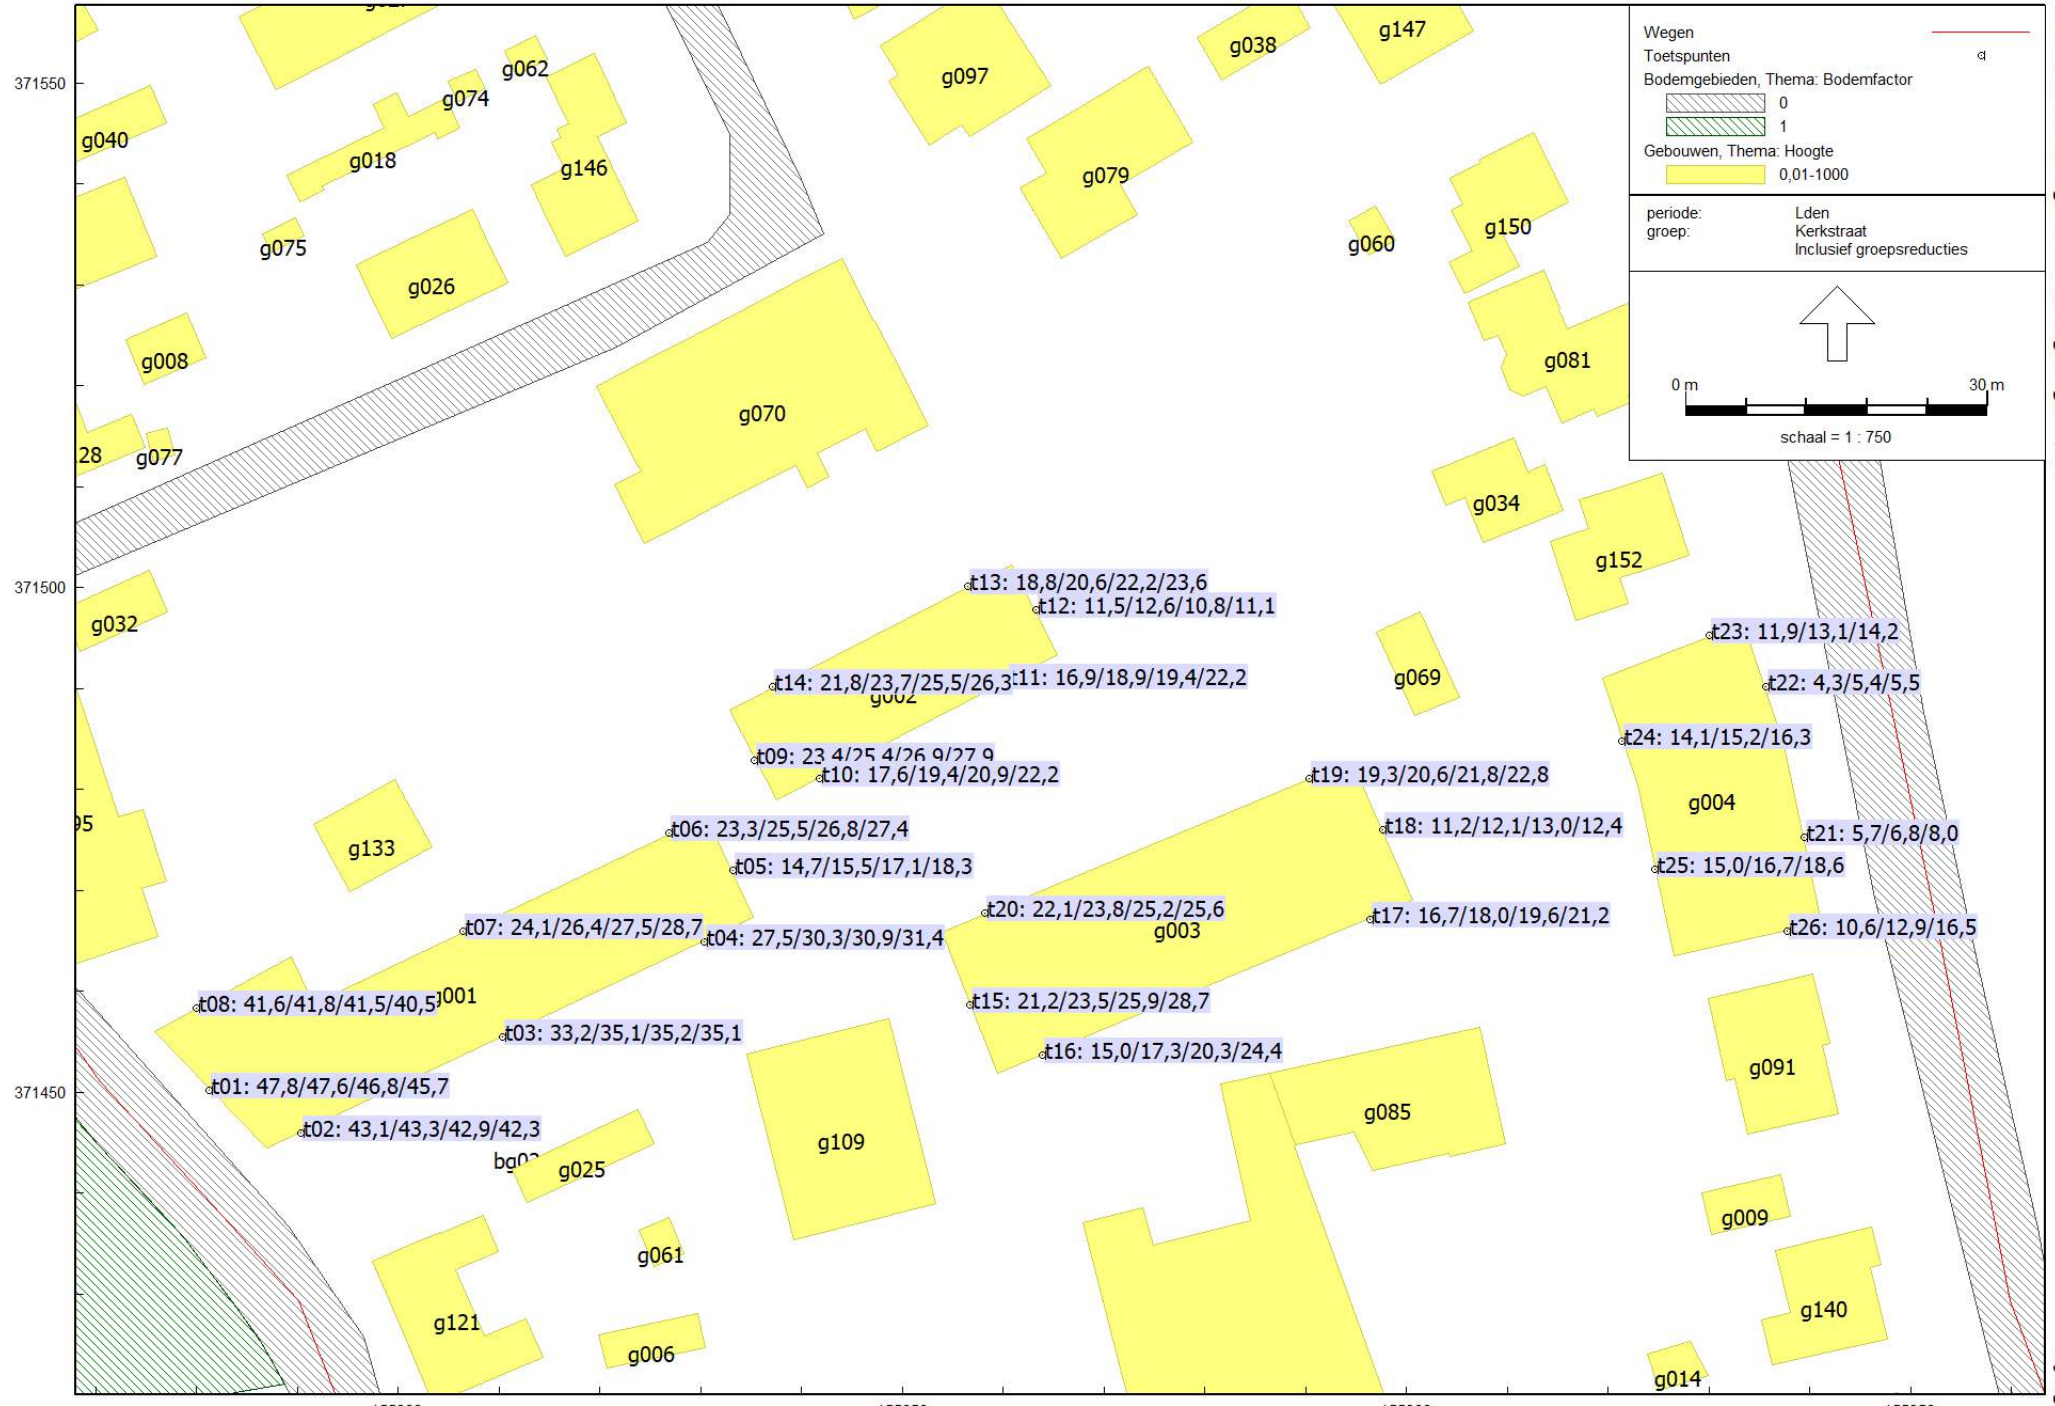 Wegen
Toetspunten
Bodemgebieden, Thema: Bodemfactor
0
1
Gebouwen, Thema: Hoogte
0,01-1000
periode: Lden
groep: Kerkstraat
Inclusief groepsreducties
0 m 30 m
schaal = 1 : 750
371550
371500
371450
g062
g074
g040
g018
g146
g075
g026
g008
g077
g032
g097
g038
g147
g079
g060
g150
g081
g070
g034
g152
t13: 18,8/20,6/22,2/23,6
t12: 11,5/12,6/10,8/11,1
t11: 16,9/18,9/19,4/22,2
t14: 21,8/23,7/25,5/26,3
g002
t09: 23,4/25,4/26,9/27,9
t10: 17,6/19,4/20,9/22,2
g069
t23: 11,9/13,1/14,2
t22: 4,3/5,4/5,5
t24: 14,1/15,2/16,3
g004
t21: 5,7/6,8/8,0
t25: 15,0/16,7/18,6
t26: 10,6/12,9/16,5
t19: 19,3/20,6/21,8/22,8
t18: 11,2/12,1/13,0/12,4
t20: 22,1/23,8/25,2/25,6
g003
t17: 16,7/18,0/19,6/21,2
t15: 21,2/23,5/25,9/28,7
t16: 15,0/17,3/20,3/24,4
g133
t06: 23,3/25,5/26,8/27,4
t05: 14,7/15,5/17,1/18,3
t07: 24,1/26,4/27,5/28,7
t04: 27,5/30,3/30,9/31,4
t08: 41,6/41,8/41,5/40,5
g001
t03: 33,2/35,1/35,2/35,1
t01: 47,8/47,6/46,8/45,7
t02: 43,1/43,3/42,9/42,3
g025
g109
g085
g091
g009
g061
g121
g006
g140
g014